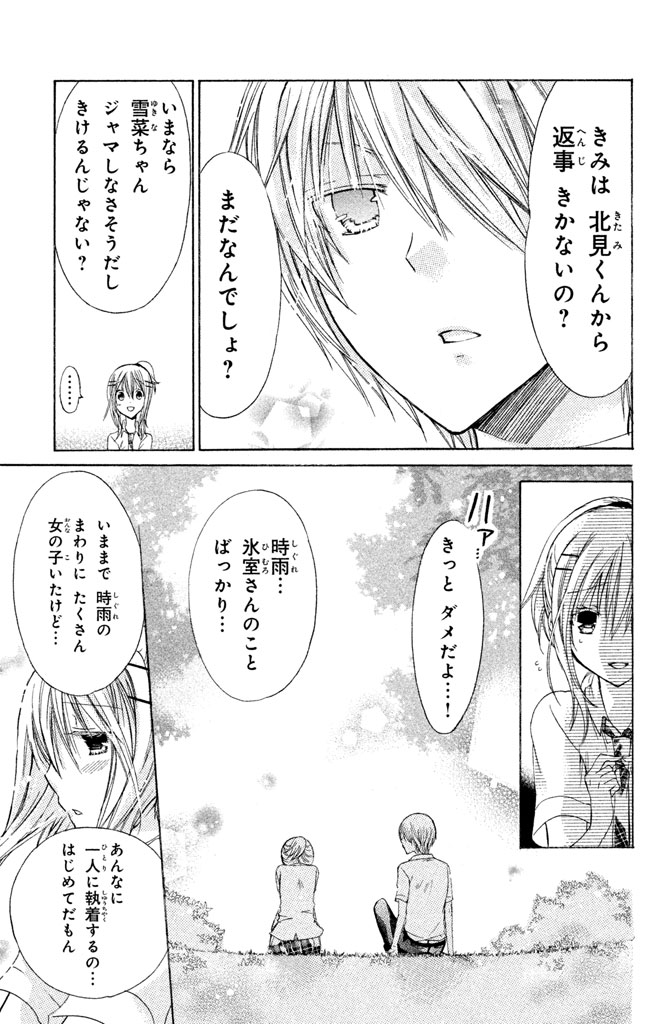 きみは 北見くんから
返事 きかないの？
まだなんでしょ？
いまなら
雪菜ちゃん
ジャマしなさそうだし
きけるんじゃない？
……
きっと ダメだよ…！
時雨…
氷室さんのこと
ばっかり…
いままで 時雨の
まわりに たくさん
女の子いたけど…
あんなに
一人に執着するの…
はじめてだもん